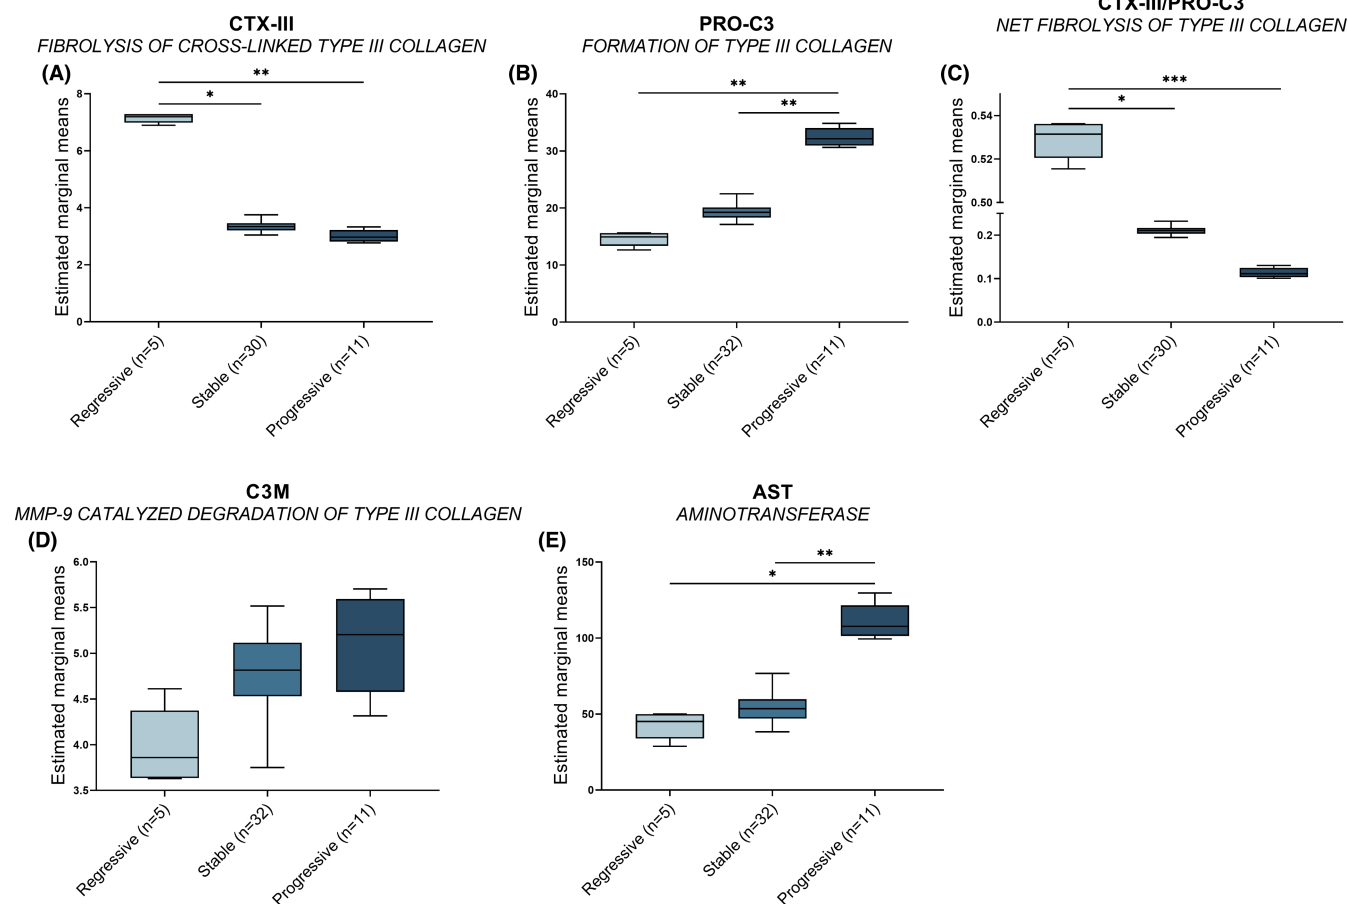 CTX-III
FIBROLYSIS OF CROSS-LINKED TYPE III COLLAGEN
(A)
**
*
Estimated marginal means
8
6
4
2
0
Regressive (n=5)
Stable (n=30)
Progressive (n=11)
PRO-C3
FORMATION OF TYPE III COLLAGEN
(B)
**
**
Estimated marginal means
40
30
20
10
0
Regressive (n=5)
Stable (n=32)
Progressive (n=11)
CTX-III/PRO-C3
NET FIBROLYSIS OF TYPE III COLLAGEN
(C)
***
*
Estimated marginal means
0.54
0.52
0.50
0.2
0.1
0.0
Regressive (n=5)
Stable (n=30)
Progressive (n=11)
C3M
MMP-9 CATALYZED DEGRADATION OF TYPE III COLLAGEN
(D)
Estimated marginal means
6.0
5.5
5.0
4.5
4.0
3.5
Regressive (n=5)
Stable (n=32)
Progressive (n=11)
AST
AMINOTRANSFERASE
(E)
**
*
Estimated marginal means
150
100
50
0
Regressive (n=5)
Stable (n=32)
Progressive (n=11)